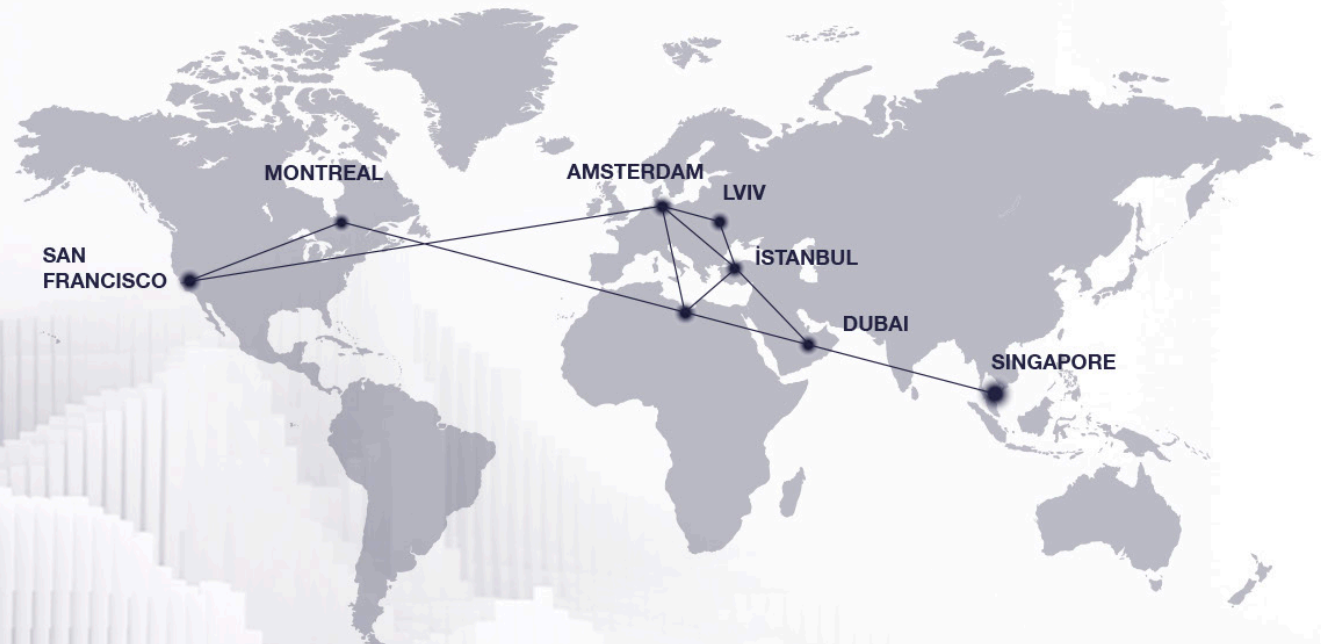 MONTREAL
AMSTERDAM
LVIV
SAN
FRANCISCO
İSTANBUL
DUBAI
SINGAPORE